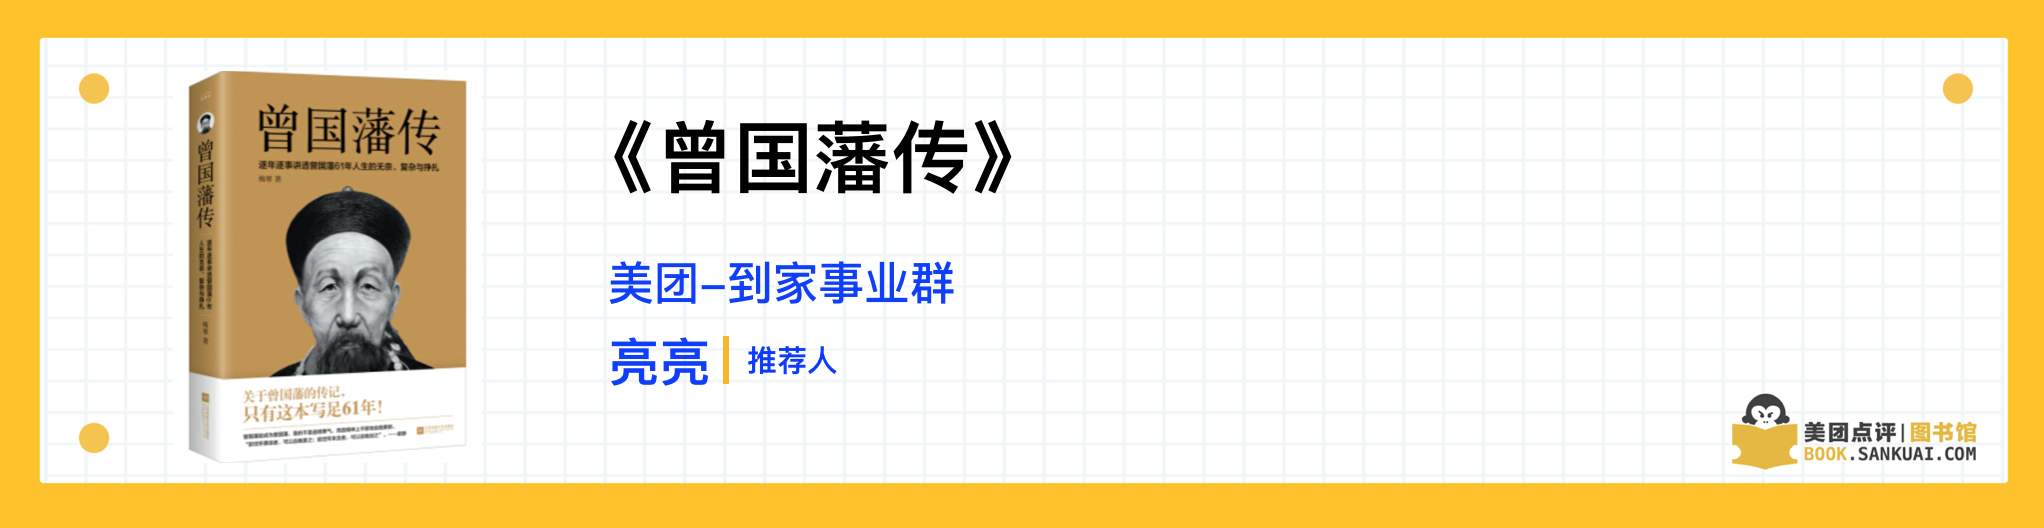 曾国藩传
逐年逐事讲透曾国藩61年人生的无奈、复杂与挣扎
梅寒 著
曾国藩传
关于曾国藩的传记,
只有这本写足61年!
《曾国藩传》
美团-到家事业群
亮亮 | 推荐人
美团点评|图书馆
BOOK.SANKUAI.COM